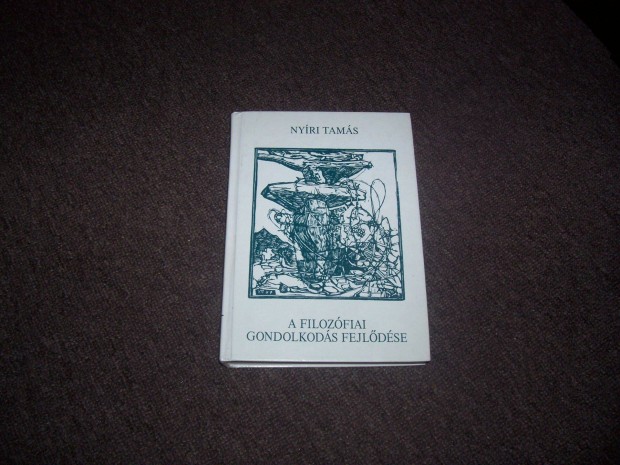 NYÍRI TAMÁS
A FILOZÓFIAI
GONDOLKODÁS FEJLŐDÉSE